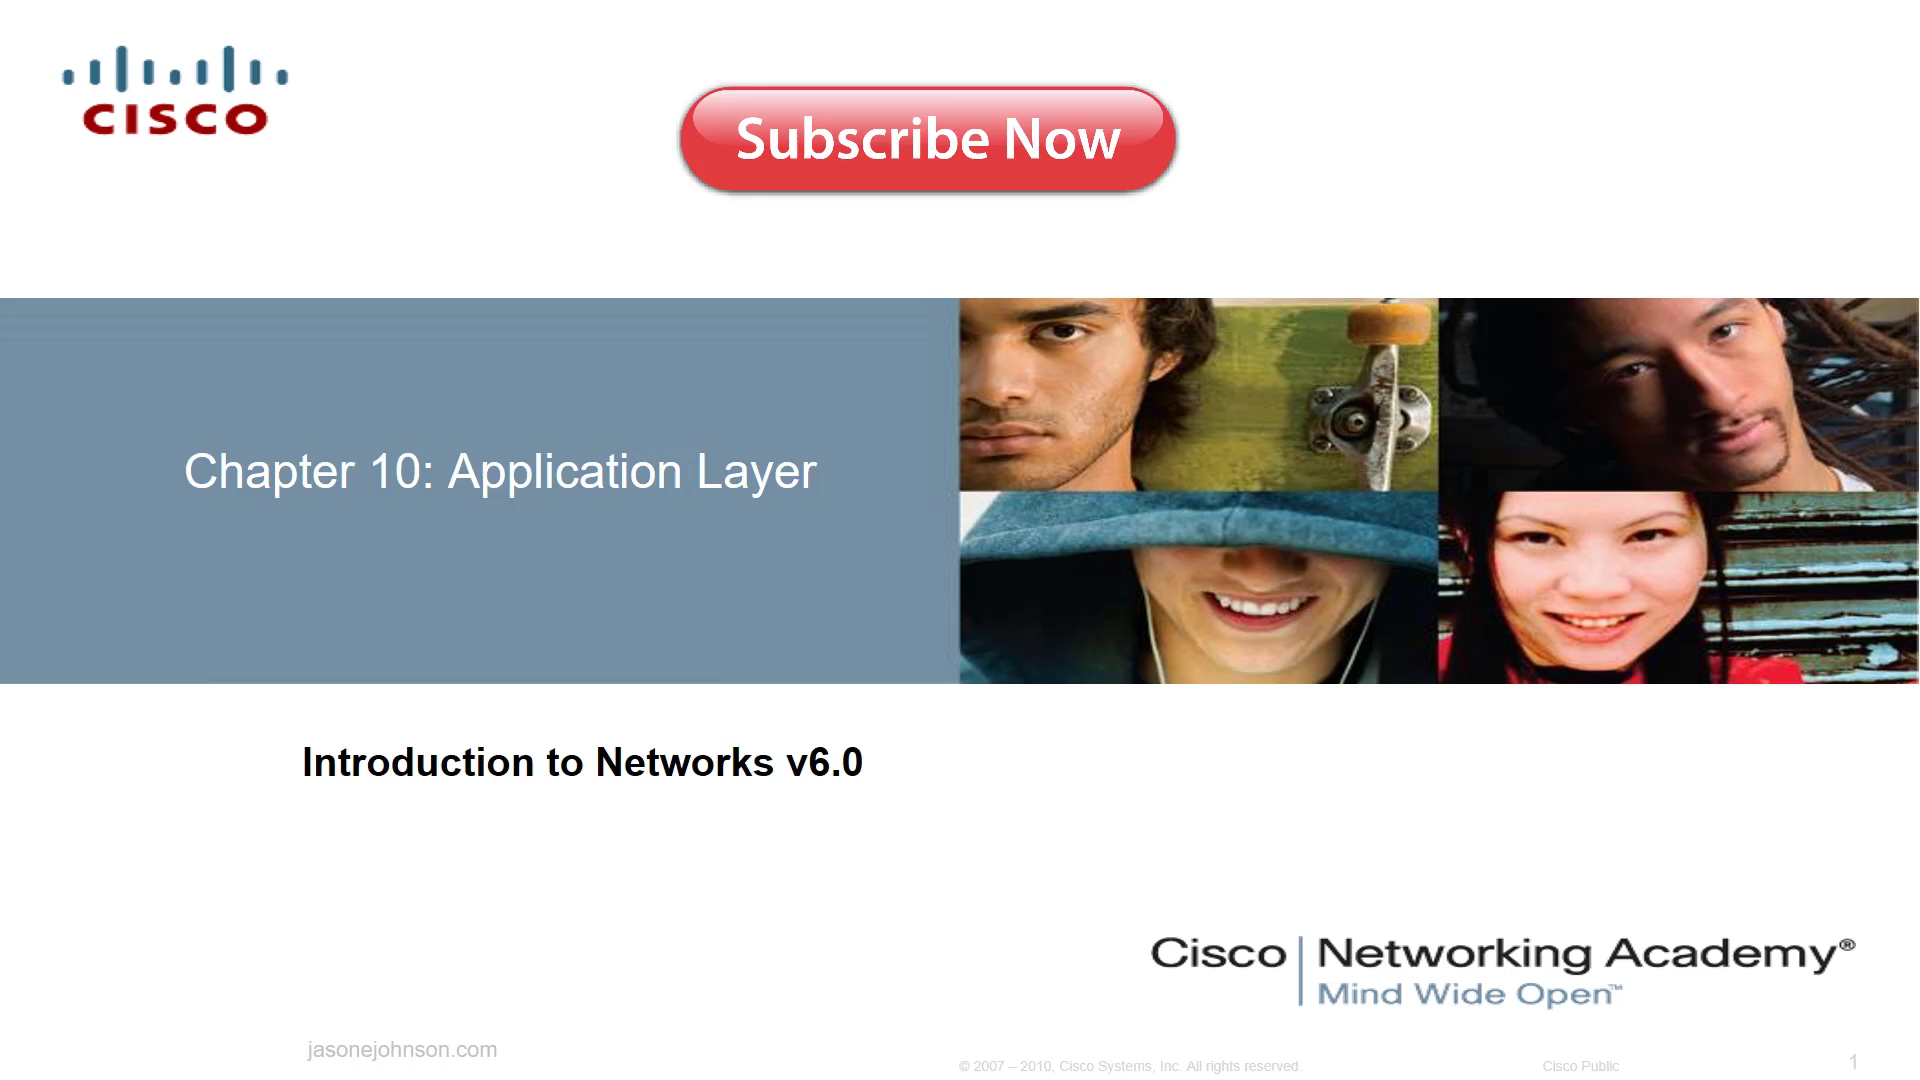 CISCO
Subscribe Now
Chapter 10: Application Layer
Introduction to Networks v6.0
Cisco Networking Academy®
Mind Wide Open™
jasonejohnson.com
© 2007 – 2010, Cisco Systems, Inc. All rights reserved.
Cisco Public
1